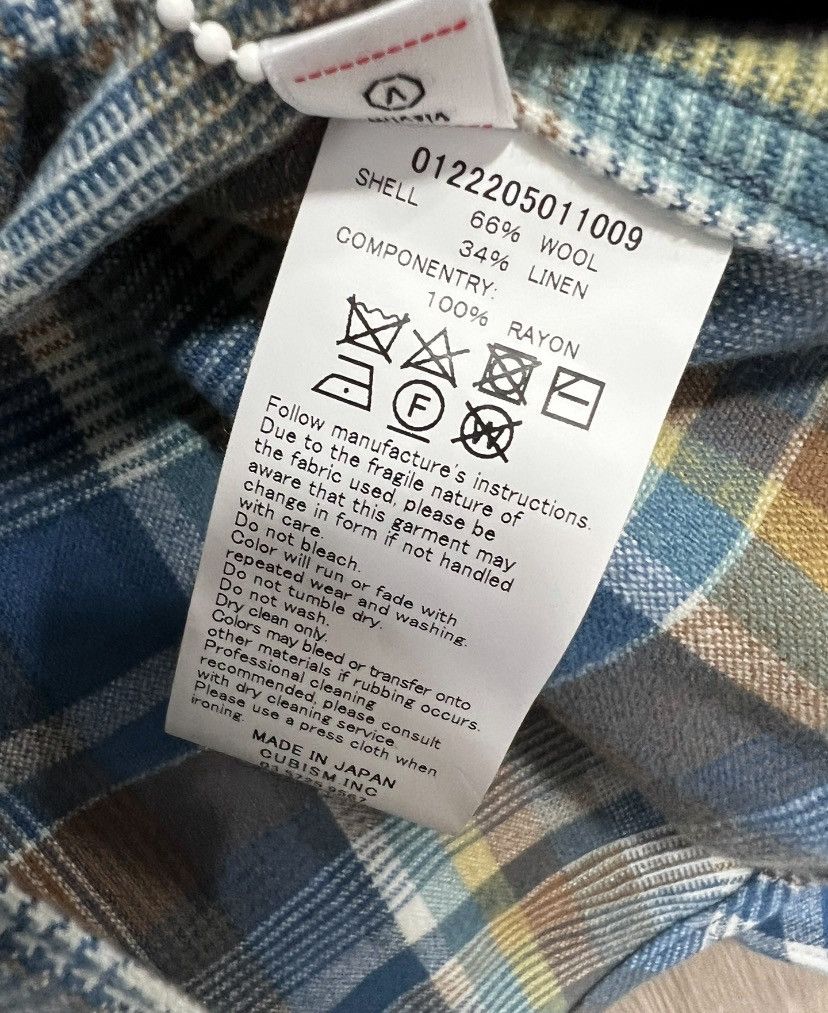 0122205011009
SHELL 66% WOOL
34% LINEN
COMPONENTRY:
100% RAYON
F
W
Follow manufacture's instructions.
Due to the fragile nature of
the fabric used, please be
aware that this garment may
change in form if not handled
with care.
Do not bleach.
Color will run or fade with
repeated wear and washing.
Do not tumble dry.
Do not wash.
Dry clean only.
Colors may bleed or transfer onto
other materials if rubbing occurs.
Professional cleaning
recommended, please consult
with dry cleaning service.
Please use a press cloth when
ironing.
MADE IN JAPAN
CUBISM INC